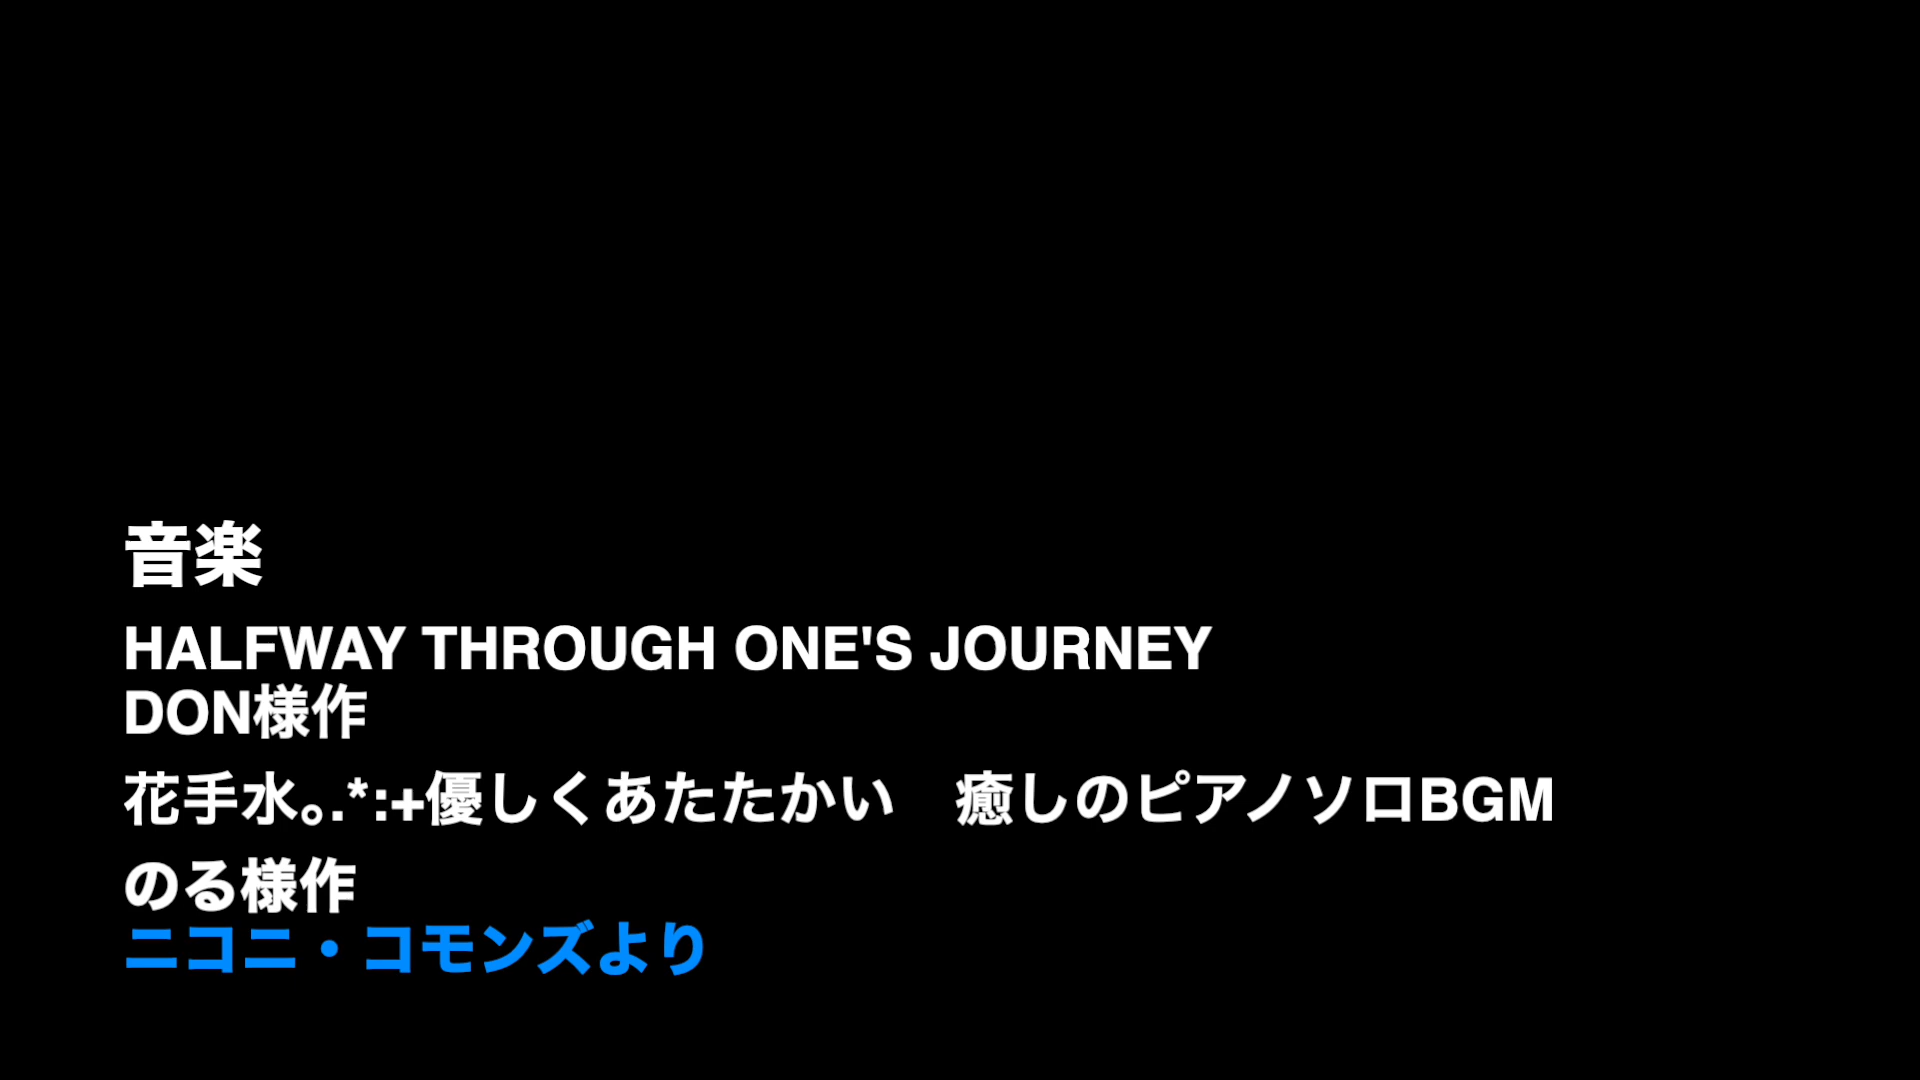 音楽
HALFWAY THROUGH ONE'S JOURNEY
DON様作
花手水。.*:+優しくあたたかい　癒しのピアノソロBGM
のる様作
ニコニ・コモンズより